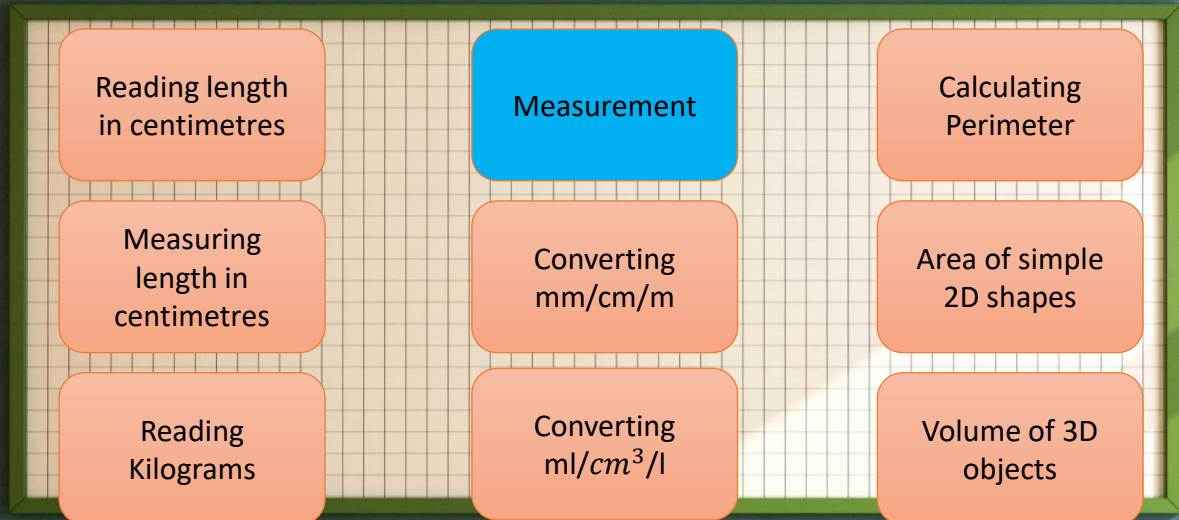 Reading length
in centimetres
Measurement
Calculating
Perimeter
Measuring
length in
centimetres
Converting
mm/cm/m
Area of simple
2D shapes
Reading
Kilograms
Converting
ml/cm³/l
Volume of 3D
objects